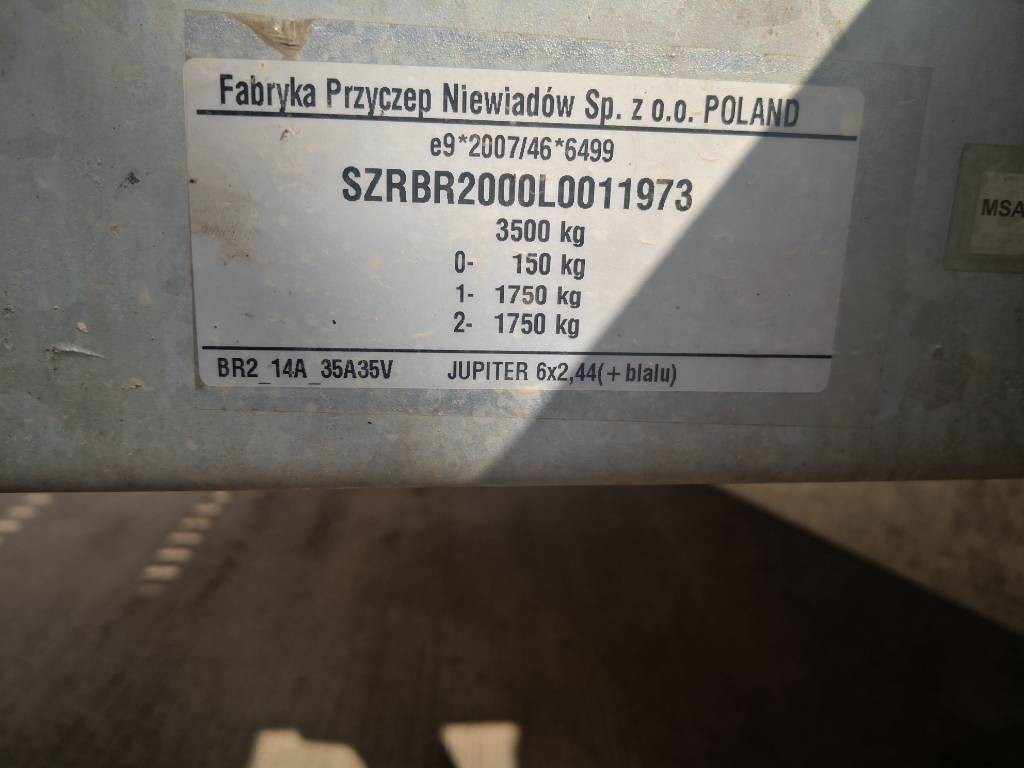 Fabryka Przyczep Niewiadów Sp. z o.o. POLAND
e9*2007/46*6499
SZRBR2000L0011973
3500 kg
0- 150 kg
1- 1750 kg
2- 1750 kg
BR2_14A_35A35V JUPITER 6x2,44(+blalu)
MSA